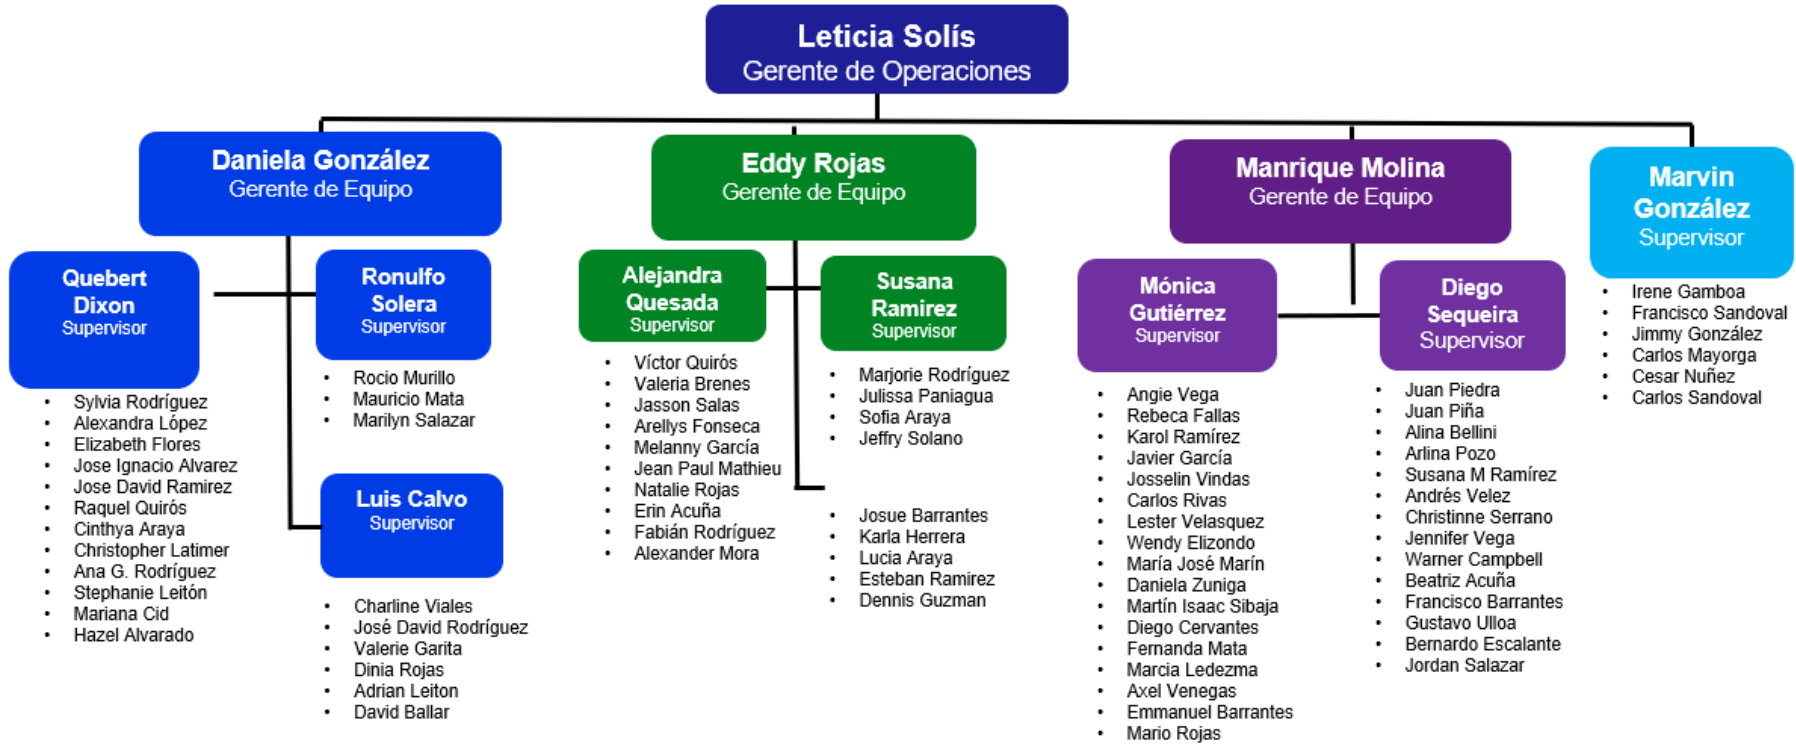 Leticia Solís
Gerente de Operaciones
Daniela González
Gerente de Equipo
Quebert
Dixon
Supervisor
• Sylvia Rodríguez
• Alexandra López
• Elizabeth Flores
• Jose Ignacio Alvarez
• Jose David Ramirez
• Raquel Quirós
• Cinthya Araya
• Christopher Latimer
• Ana G. Rodríguez
• Stephanie Leitón
• Mariana Cid
• Hazel Alvarado
Ronulfo
Solera
Supervisor
• Rocio Murillo
• Mauricio Mata
• Marilyn Salazar
Luis Calvo
Supervisor
• Charline Viales
• José David Rodríguez
• Valerie Garita
• Dinia Rojas
• Adrian Leiton
• David Ballar
Eddy Rojas
Gerente de Equipo
Alejandra
Quesada
Supervisor
• Víctor Quirós
• Valeria Brenes
• Jasson Salas
• Arellys Fonseca
• Melanny García
• Jean Paul Mathieu
• Natalie Rojas
• Erin Acuña
• Fabián Rodríguez
• Alexander Mora
Susana
Ramirez
Supervisor
• Marjorie Rodríguez
• Julissa Paniagua
• Sofia Araya
• Jeffry Solano
• Josue Barrantes
• Karla Herrera
• Lucia Araya
• Esteban Ramirez
• Dennis Guzman
Manrique Molina
Gerente de Equipo
Mónica
Gutiérrez
Supervisor
• Angie Vega
• Rebeca Fallas
• Karol Ramírez
• Javier García
• Josselin Vindas
• Carlos Rivas
• Lester Velasquez
• Wendy Elizondo
• María José Marín
• Daniela Zuniga
• Martín Isaac Sibaja
• Diego Cervantes
• Fernanda Mata
• Marcia Ledezma
• Axel Venegas
• Emmanuel Barrantes
• Mario Rojas
Diego
Sequeira
Supervisor
• Juan Piedra
• Juan Piña
• Alina Bellini
• Arlina Pozo
• Susana M Ramírez
• Andrés Velez
• Christinne Serrano
• Jennifer Vega
• Warner Campbell
• Beatriz Acuña
• Francisco Barrantes
• Gustavo Ulloa
• Bernardo Escalante
• Jordan Salazar
Marvin
González
Supervisor
• Irene Gamboa
• Francisco Sandoval
• Jimmy González
• Carlos Mayorga
• Cesar Nuñez
• Carlos Sandoval